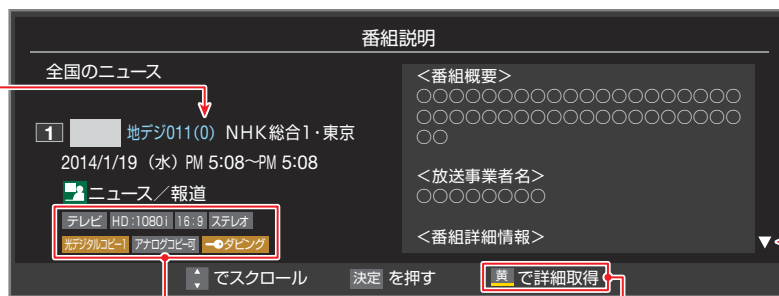 番組説明
全国のニュース
1 地デジ011(0) NHK総合1・東京
2014/1/19（水）PM 5:08～PM 5:08
ニュース／報道
テレビ HD:1080i 16:9 ステレオ
光デジタルコピー1 アナログコピー可 ダビング
＜番組概要＞
○○○○○○○○○○○○○○○○○○○○
○○○○○○○○○○○○○○○○○○○○
○○
＜放送事業者名＞
○○○○○○○○
＜番組詳細情報＞
でスクロール 決定 を押す 黄 で詳細取得